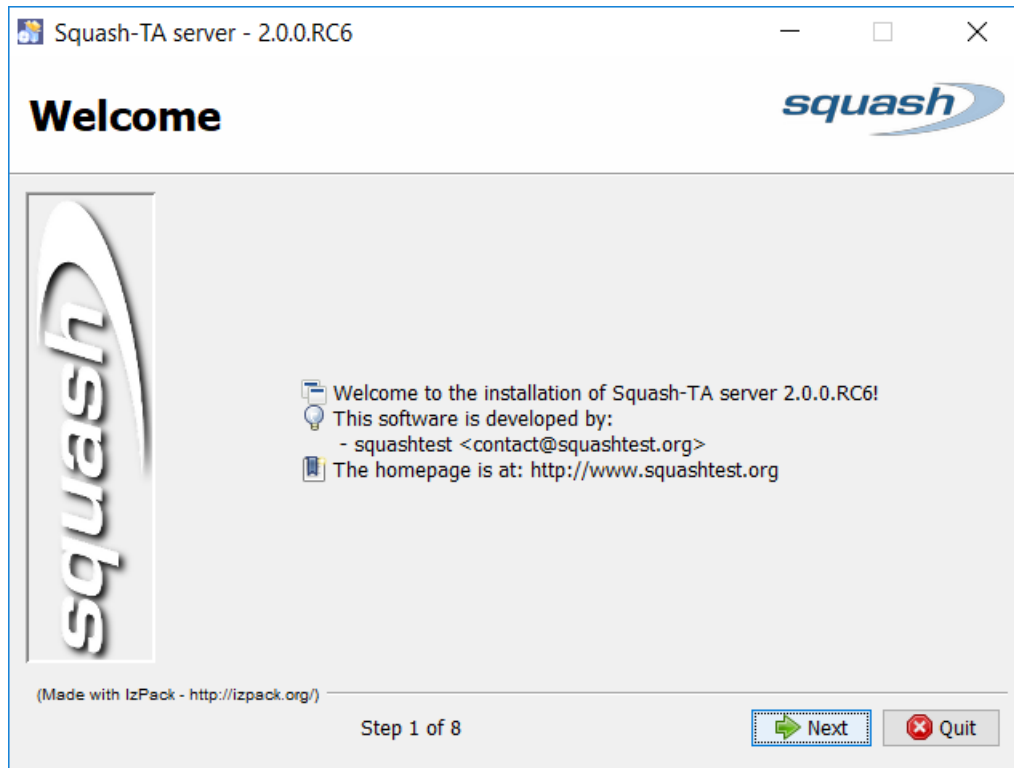 Squash-TA server - 2.0.0.RC6
Welcome
squash
squash
Welcome to the installation of Squash-TA server 2.0.0.RC6!
This software is developed by:
- squashtest <contact@squashtest.org>
The homepage is at: http://www.squashtest.org
(Made with IzPack - http://izpack.org/)
Step 1 of 8
Next
Quit